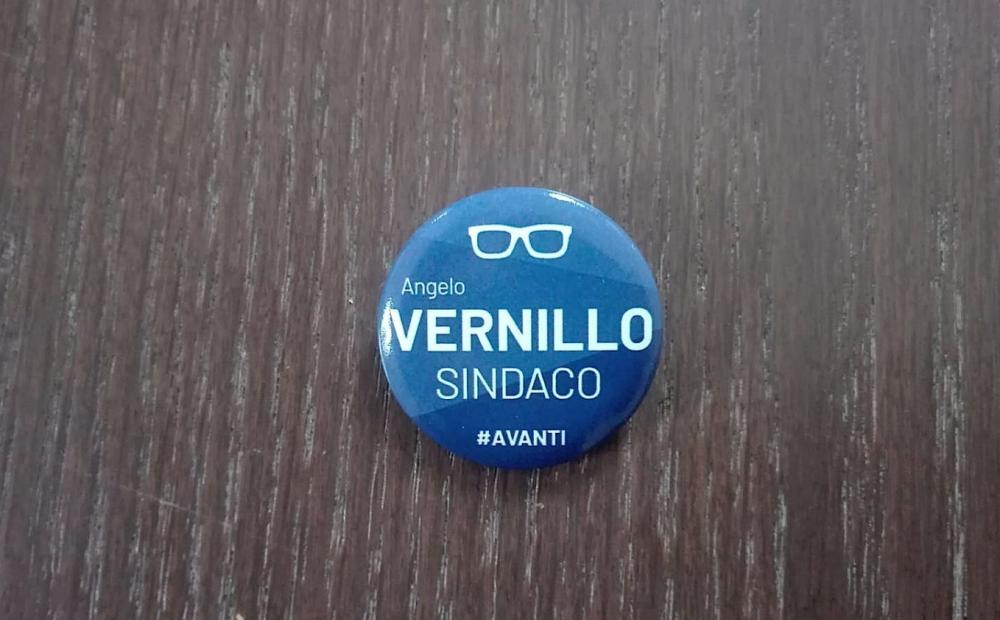 Angelo
VERNILLO
SINDACO
#AVANTI